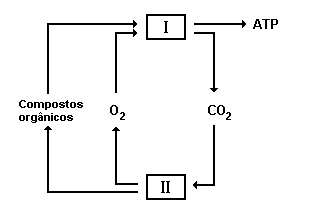 I
ATP
Compostos
orgânicos
O₂
CO₂
II